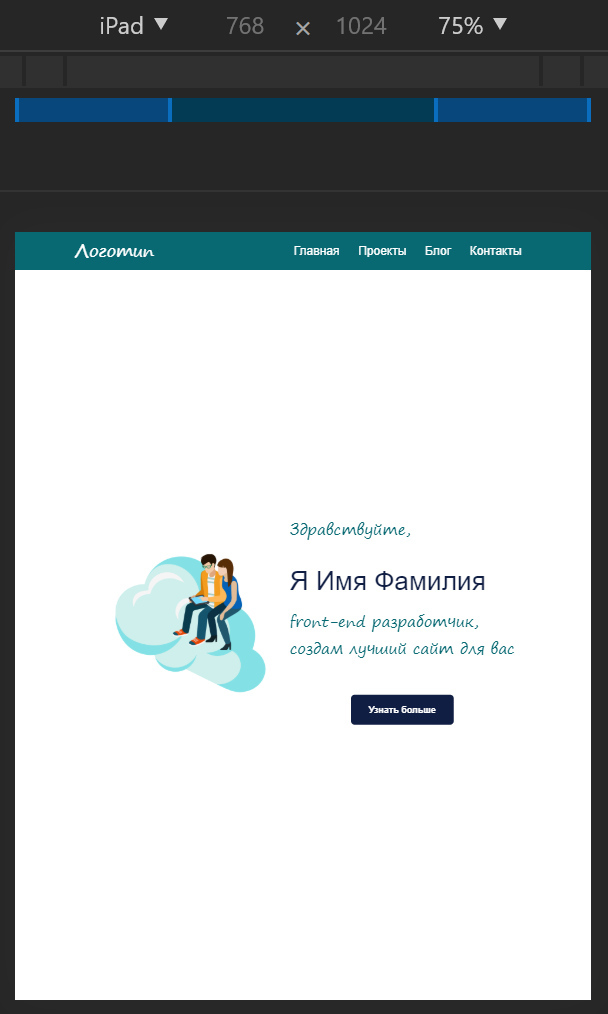 iPad ▼ 768 × 1024 75% ▼
Логотип Главная Проекты Блог Контакты
Здравствуйте,
Я Имя Фамилия
front-end разработчик,
создам лучший сайт для вас
Узнать больше